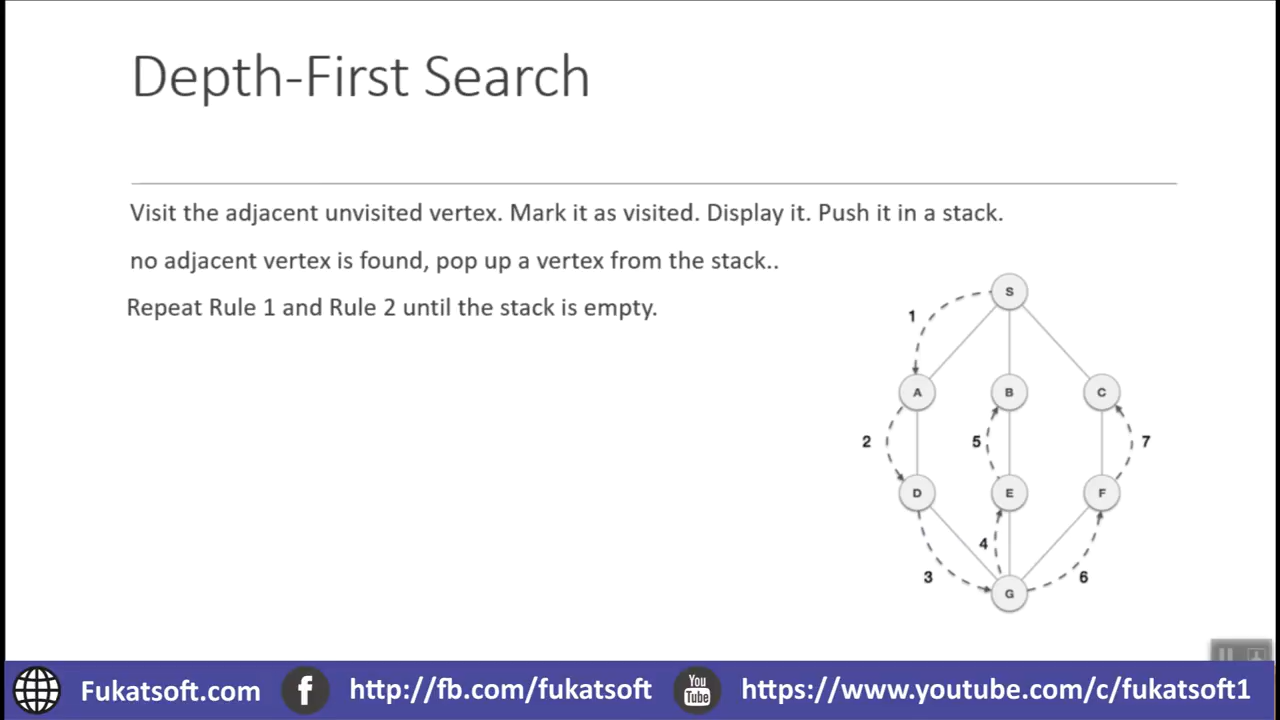 Depth-First Search
Visit the adjacent unvisited vertex. Mark it as visited. Display it. Push it in a stack.
no adjacent vertex is found, pop up a vertex from the stack..
Repeat Rule 1 and Rule 2 until the stack is empty.
S
1
A
B
C
2
5
7
D
E
F
4
3
6
G
Fukatsoft.com
f
http://fb.com/fukatsoft
You
Tube
https://www.youtube.com/c/fukatsoft1